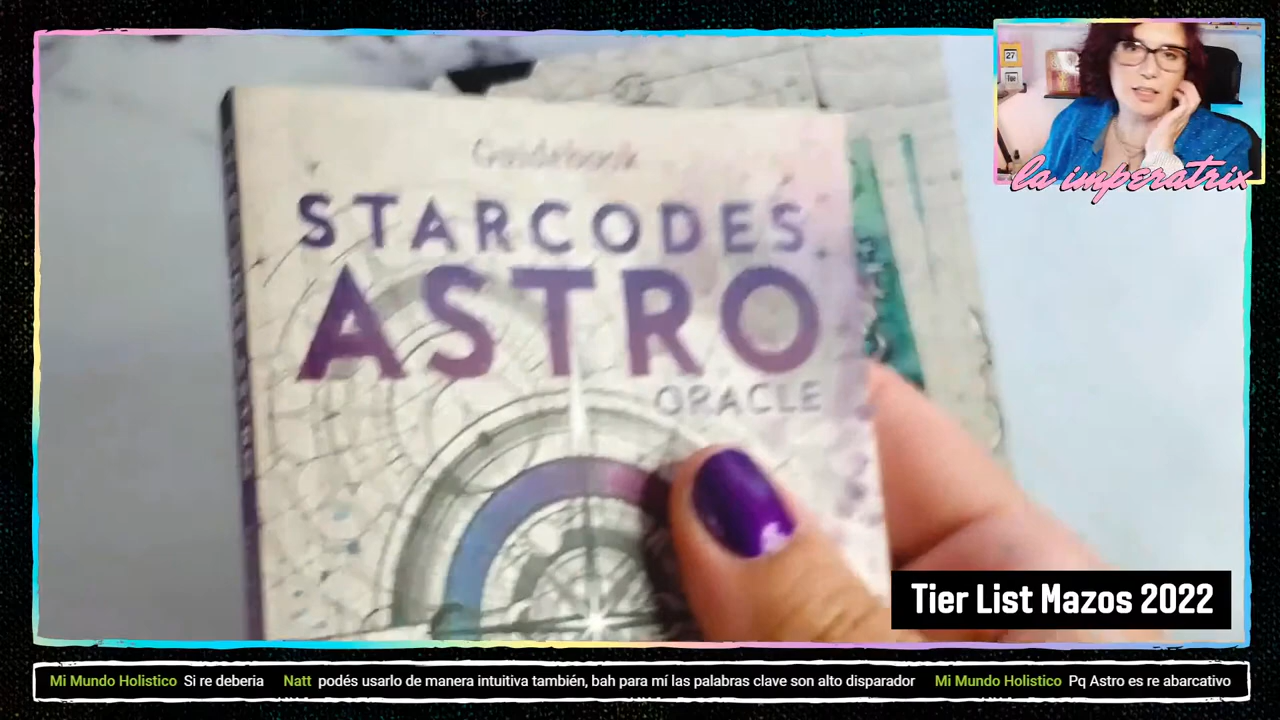 27
Tue
la imperatrix
Guidebook
STARCODES
ASTRO
ORACLE
Tier List Mazos 2022
Mi Mundo Holistico Si re deberia Natt podés usarlo de manera intuitiva también, bah para mí las palabras clave son alto disparador Mi Mundo Holistico Pq Astro es re abarcativo